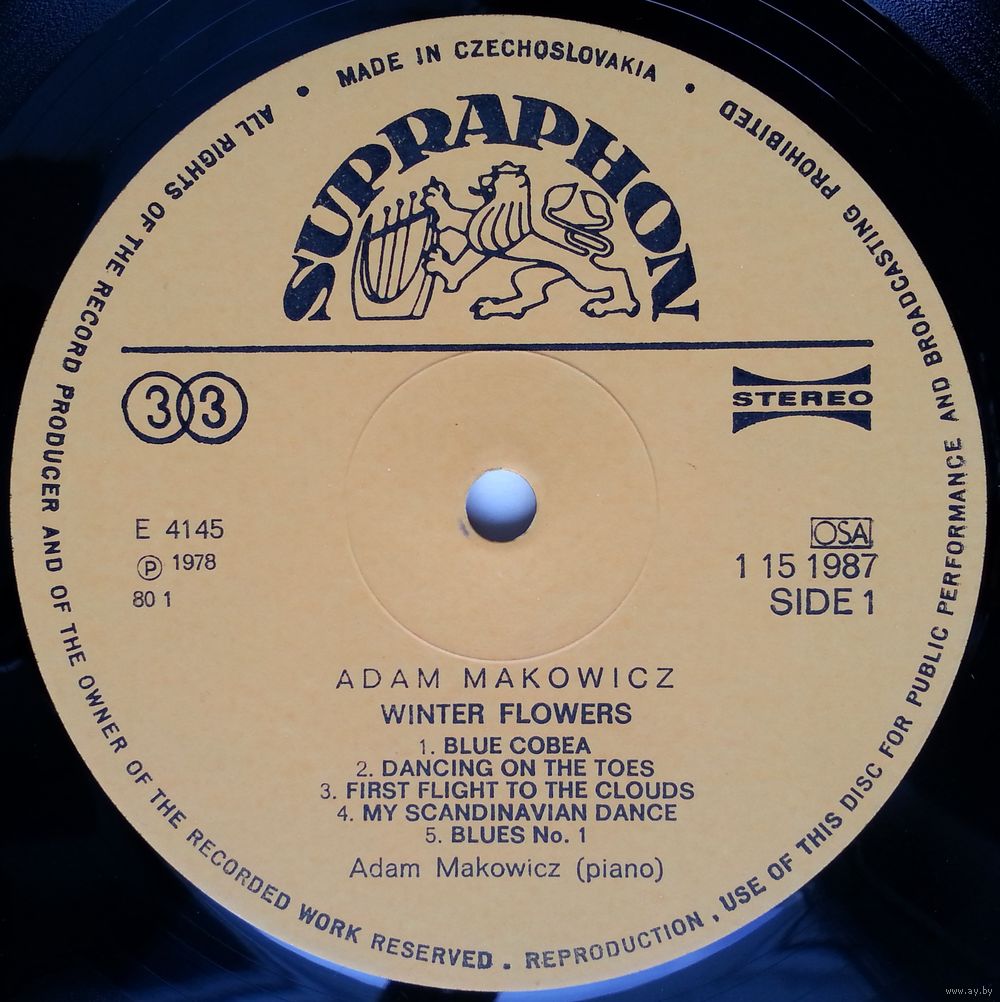 MADE IN CZECHOSLOVAKIA
ALL RIGHTS OF THE RECORD PRODUCER AND OF THE OWNER OF THE RECORDED WORK RESERVED . REPRODUCTION , USE OF THIS DISC FOR PUBLIC PERFORMANCE AND BROADCASTING PROHIBITED
SUPRAPHON
33
STEREO
E 4145
Ⓟ 1978
80 1
OSA
1 15 1987
SIDE 1
ADAM MAKOWICZ
WINTER FLOWERS
1. BLUE COBEA
2. DANCING ON THE TOES
3. FIRST FLIGHT TO THE CLOUDS
4. MY SCANDINAVIAN DANCE
5. BLUES No. 1
Adam Makowicz (piano)
www.ay.by